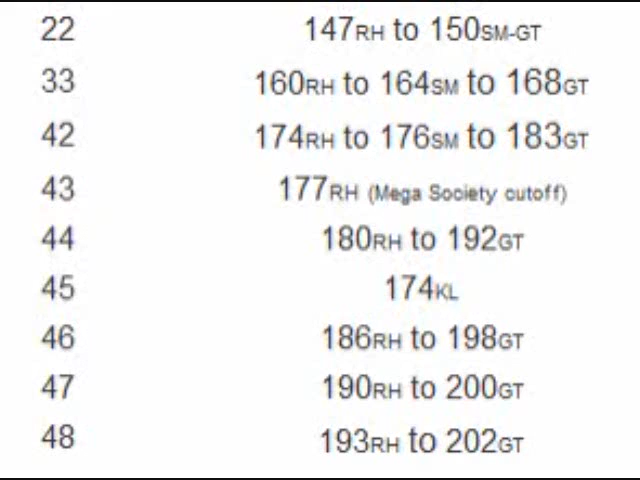 22 147RH to 150SM-GT
33 160RH to 164SM to 168GT
42 174RH to 176SM to 183GT
43 177RH (Mega Society cutoff)
44 180RH to 192GT
45 174KL
46 186RH to 198GT
47 190RH to 200GT
48 193RH to 202GT